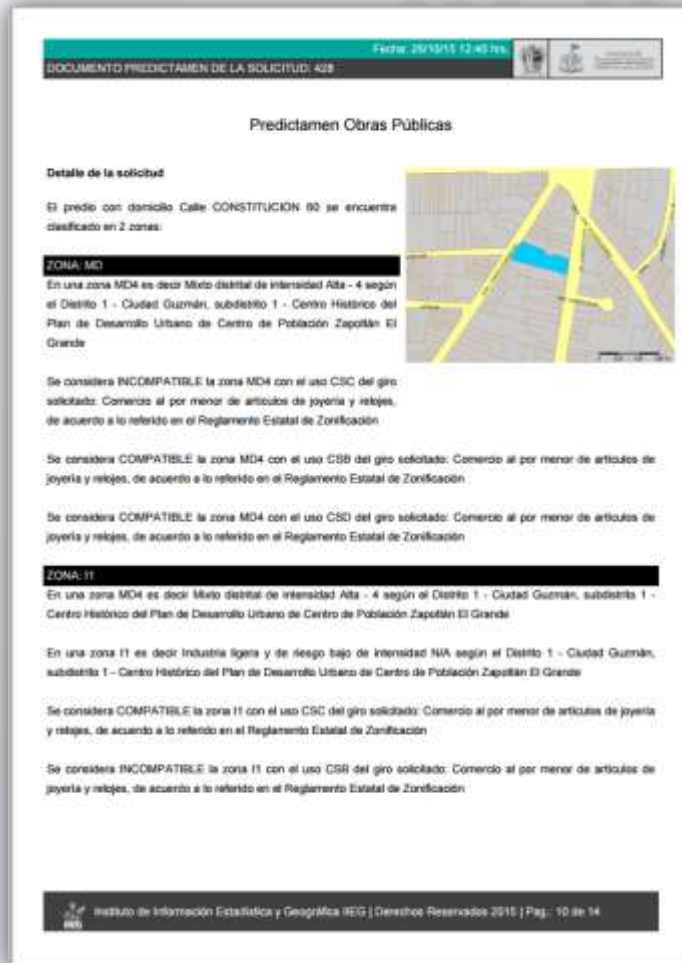 Fecha: 26/10/15 12:40 hrs.
DOCUMENTO PREDICTAMEN DE LA SOLICITUD: 428
Predictamen Obras Públicas
Detalle de la solicitud
El predio con domicilio Calle CONSTITUCION 60 se encuentra
clasificado en 2 zonas:
ZONA: MD
En una zona MD4 es decir Mixto distrital de intensidad Alta - 4 según
el Distrito 1 - Ciudad Guzmán, subdistrito 1 - Centro Histórico del
Plan de Desarrollo Urbano de Centro de Población Zapotlán El
Grande
Se considera INCOMPATIBLE la zona MD4 con el uso CSC del giro
solicitado: Comercio al por menor de artículos de joyería y relojes,
de acuerdo a lo referido en el Reglamento Estatal de Zonificación
Se considera COMPATIBLE la zona MD4 con el uso CSB del giro solicitado: Comercio al por menor de artículos de
joyería y relojes, de acuerdo a lo referido en el Reglamento Estatal de Zonificación
Se considera COMPATIBLE la zona MD4 con el uso CSD del giro solicitado: Comercio al por menor de artículos de
joyería y relojes, de acuerdo a lo referido en el Reglamento Estatal de Zonificación
ZONA: I1
En una zona MD4 es decir Mixto distrital de intensidad Alta - 4 según el Distrito 1 - Ciudad Guzmán, subdistrito 1 -
Centro Histórico del Plan de Desarrollo Urbano de Centro de Población Zapotlán El Grande
En una zona I1 es decir Industria ligera y de riesgo bajo de intensidad N/A según el Distrito 1 - Ciudad Guzmán,
subdistrito 1 - Centro Histórico del Plan de Desarrollo Urbano de Centro de Población Zapotlán El Grande
Se considera COMPATIBLE la zona I1 con el uso CSC del giro solicitado: Comercio al por menor de artículos de joyería
y relojes, de acuerdo a lo referido en el Reglamento Estatal de Zonificación
Se considera INCOMPATIBLE la zona I1 con el uso CSB del giro solicitado: Comercio al por menor de artículos de
joyería y relojes, de acuerdo a lo referido en el Reglamento Estatal de Zonificación
Instituto de Información Estadística y Geográfica IIEG | Derechos Reservados 2015 | Pag.: 10 de 14